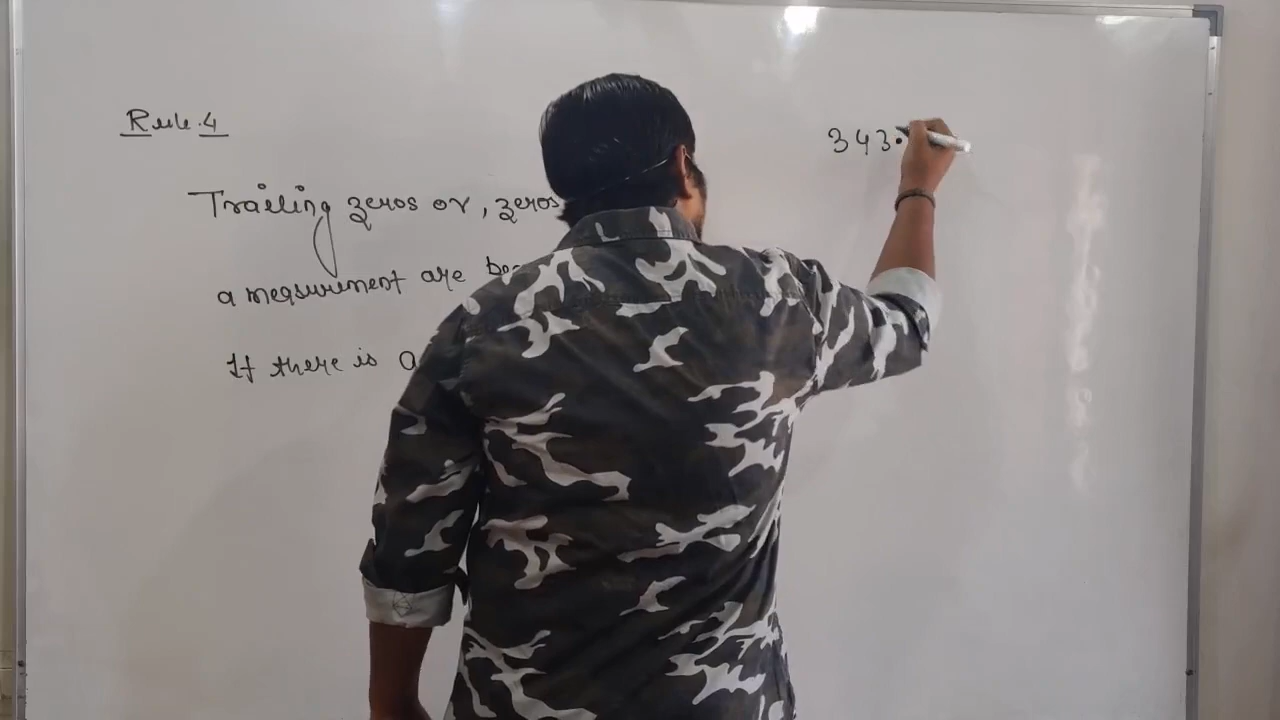 Rule.4
343.
Trailing zeros or, zeros
a measurement are
If there is a